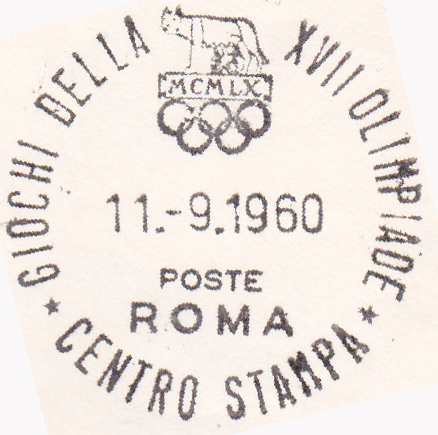 GIOCHI DELLA XVII OLIMPIADE
MCMLX
11.-9.1960
POSTE
ROMA
★ CENTRO STAMPA ★